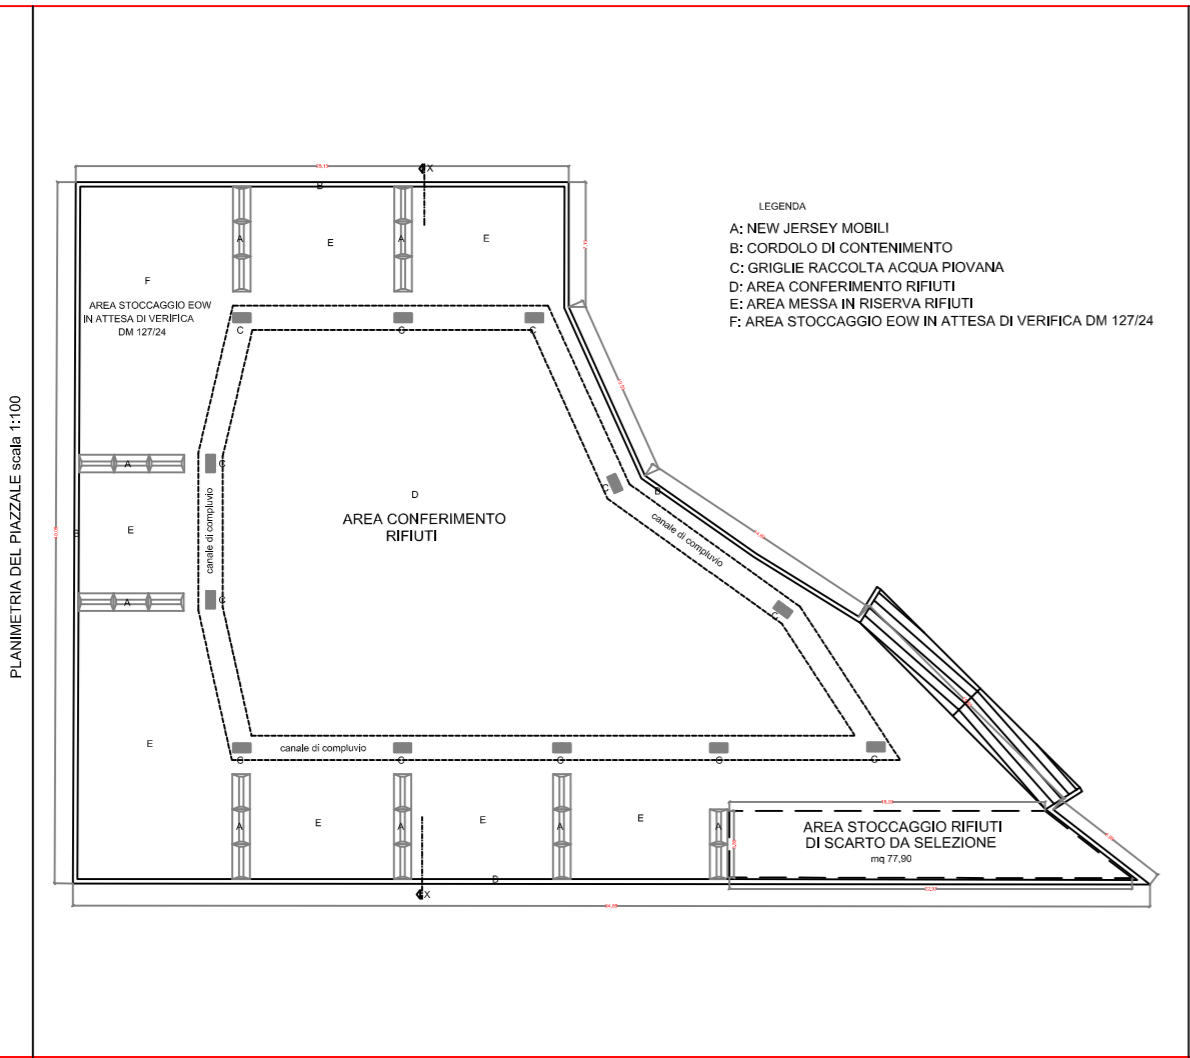 PLANIMETRIA DEL PIAZZALE scala 1:100
X
B
LEGENDA
A: NEW JERSEY MOBILI
B: CORDOLO DI CONTENIMENTO
C: GRIGLIE RACCOLTA ACQUA PIOVANA
D: AREA CONFERIMENTO RIFIUTI
E: AREA MESSA IN RISERVA RIFIUTI
F: AREA STOCCAGGIO EOW IN ATTESA DI VERIFICA DM 127/24
A
E
A
E
F
AREA STOCCAGGIO EOW
IN ATTESA DI VERIFICA
DM 127/24
C
C
C
A
C
C
B
D
AREA CONFERIMENTO
RIFIUTI
canale di compluvio
canale di compluvio
E
B
A
C
C
E
canale di compluvio
C
C
C
C
C
A
E
A
E
A
E
A
AREA STOCCAGGIO RIFIUTI
DI SCARTO DA SELEZIONE
mq 77,90
X